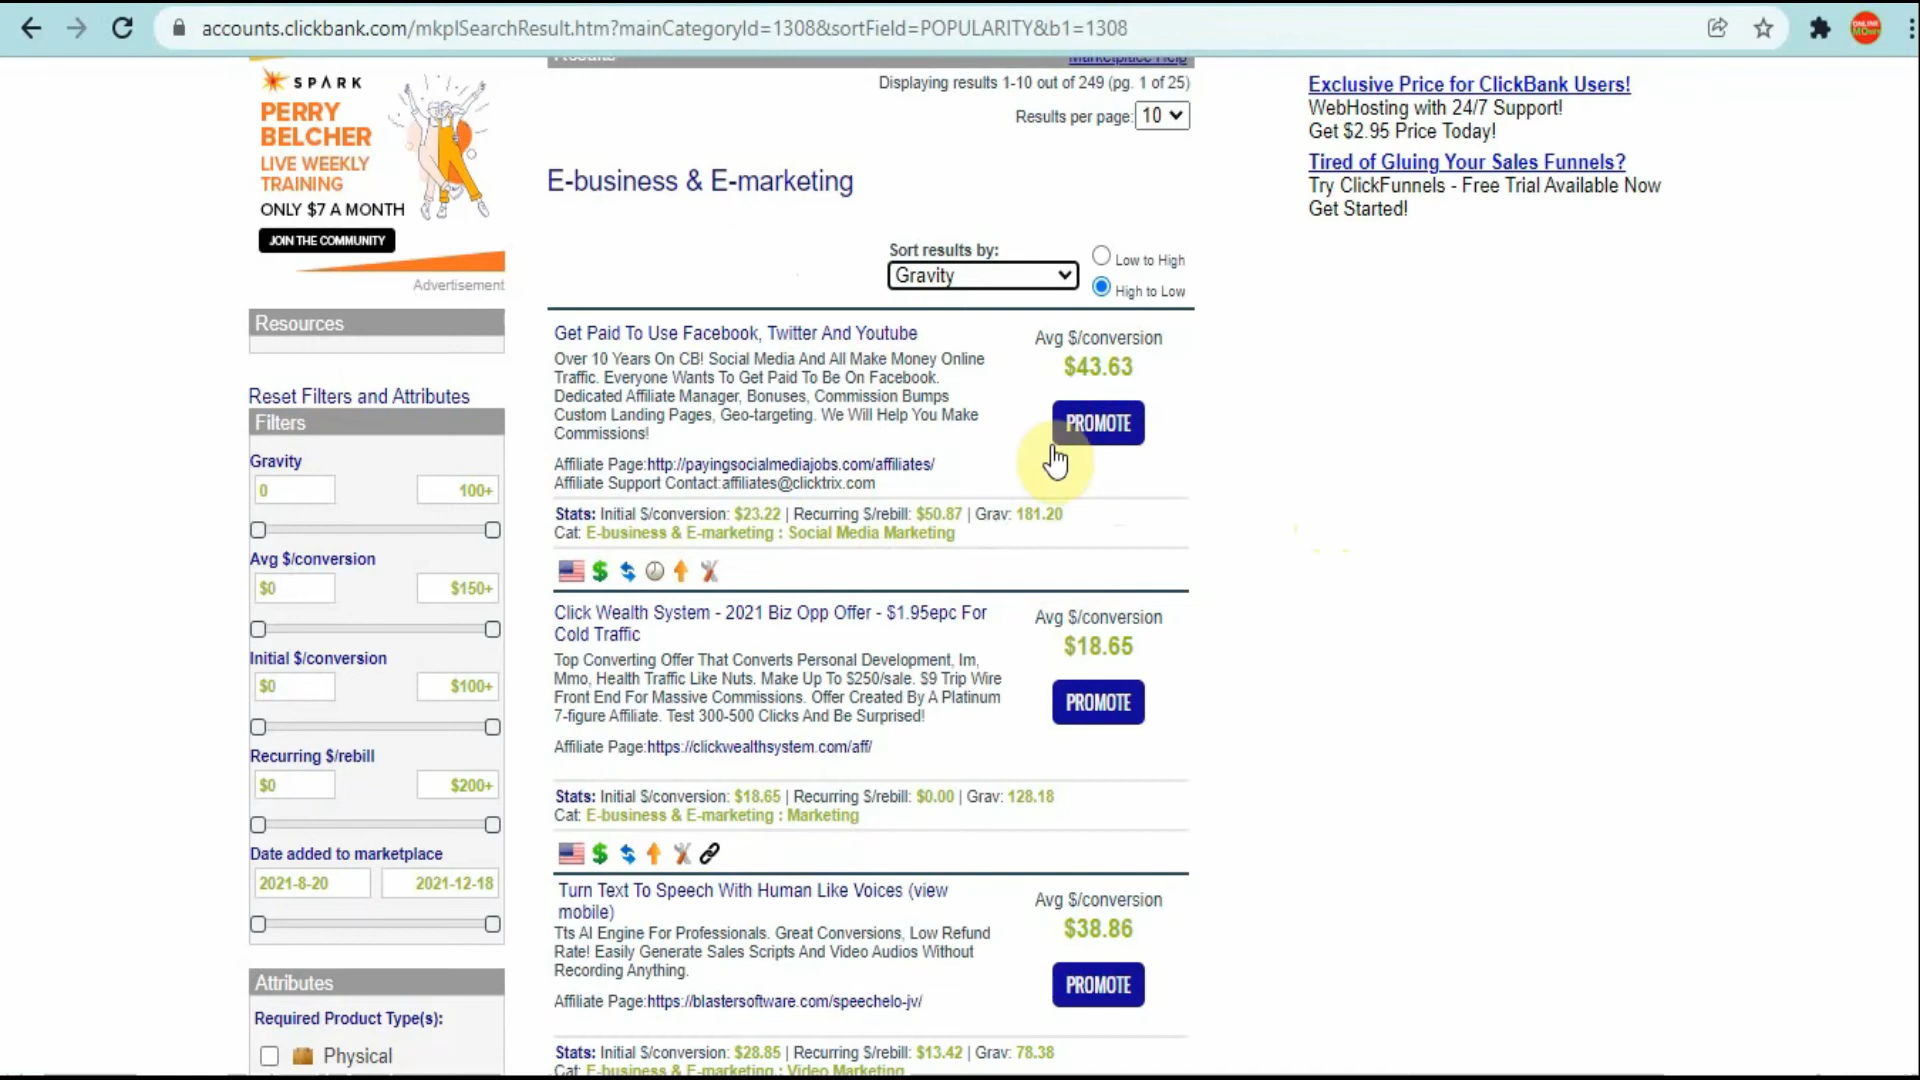 accounts.clickbank.com/mkplSearchResult.htm?mainCategoryId=1308&sortField=POPULARITY&b1=1308
ONLINE
SPARK
PERRY
BELCHER
LIVE WEEKLY
TRAINING
ONLY $7 A MONTH
JOIN THE COMMUNITY
Advertisement
Resources
Reset Filters and Attributes
Filters
Gravity
0 100+
Avg $/conversion
$0 $150+
Initial $/conversion
$0 $100+
Recurring $/rebill
$0 $200+
Date added to marketplace
2021-8-20 2021-12-18
Attributes
Required Product Type(s):
Physical
Results Marketplace Help
Displaying results 1-10 out of 249 (pg. 1 of 25)
Results per page: 10
E-business & E-marketing
Sort results by:
Gravity
Low to High
High to Low
Get Paid To Use Facebook, Twitter And Youtube
Over 10 Years On CB! Social Media And All Make Money Online
Traffic. Everyone Wants To Get Paid To Be On Facebook.
Dedicated Affiliate Manager, Bonuses, Commission Bumps
Custom Landing Pages, Geo-targeting. We Will Help You Make
Commissions!
Affiliate Page:http://payingsocialmediajobs.com/affiliates/
Affiliate Support Contact:affiliates@clicktrix.com
Avg $/conversion
$43.63
PROMOTE
Stats: Initial $/conversion: $23.22 | Recurring $/rebill: $50.87 | Grav: 181.20
Cat: E-business & E-marketing : Social Media Marketing
Click Wealth System - 2021 Biz Opp Offer - $1.95epc For
Cold Traffic
Top Converting Offer That Converts Personal Development, Im,
Mmo, Health Traffic Like Nuts. Make Up To $250/sale. $9 Trip Wire
Front End For Massive Commissions. Offer Created By A Platinum
7-figure Affiliate. Test 300-500 Clicks And Be Surprised!
Affiliate Page:https://clickwealthsystem.com/aff/
Avg $/conversion
$18.65
PROMOTE
Stats: Initial $/conversion: $18.65 | Recurring $/rebill: $0.00 | Grav: 128.18
Cat: E-business & E-marketing : Marketing
Turn Text To Speech With Human Like Voices (view
mobile)
Tts AI Engine For Professionals. Great Conversions, Low Refund
Rate! Easily Generate Sales Scripts And Video Audios Without
Recording Anything.
Affiliate Page:https://blastersoftware.com/speechelo-jv/
Avg $/conversion
$38.86
PROMOTE
Stats: Initial $/conversion: $28.85 | Recurring $/rebill: $13.42 | Grav: 78.38
Cat: E-business & E-marketing : Video Marketing
Exclusive Price for ClickBank Users!
WebHosting with 24/7 Support!
Get $2.95 Price Today!
Tired of Gluing Your Sales Funnels?
Try ClickFunnels - Free Trial Available Now
Get Started!